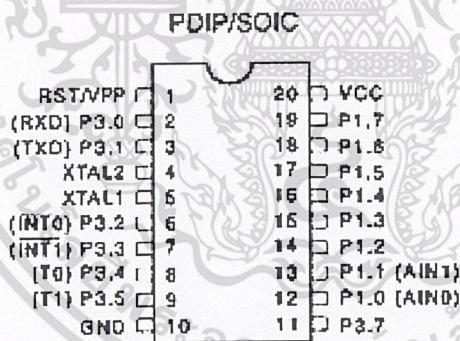 PDIP/SOIC
RST/VPP 1 20 VCC
(RXD) P3.0 2 19 P1.7
(TXD) P3.1 3 18 P1.6
XTAL2 4 17 P1.5
XTAL1 5 16 P1.4
(INT0) P3.2 6 15 P1.3
(INT1) P3.3 7 14 P1.2
(T0) P3.4 8 13 P1.1 (AIN1)
(T1) P3.5 9 12 P1.0 (AIN0)
GND 10 11 P3.7